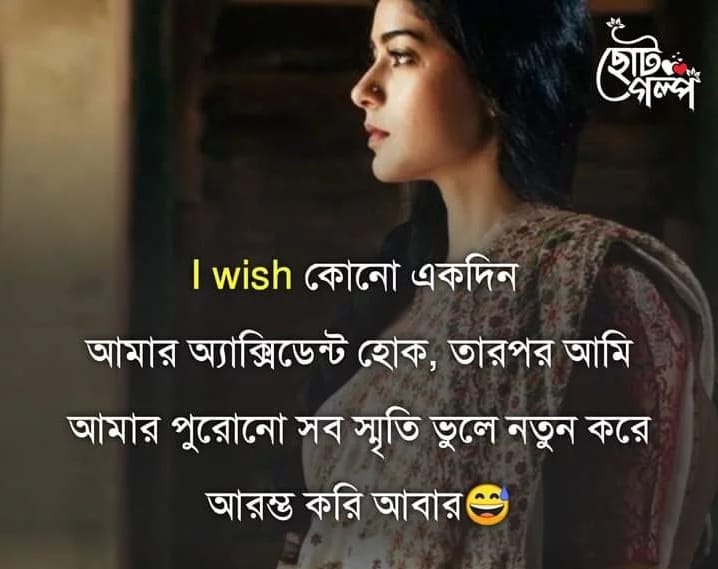 ছোট
গল্প
I wish কোনো একদিন
আমার অ্যাক্সিডেন্ট হোক, তারপর আমি
আমার পুরোনো সব স্মৃতি ভুলে নতুন করে
আরম্ভ করি আবার😅